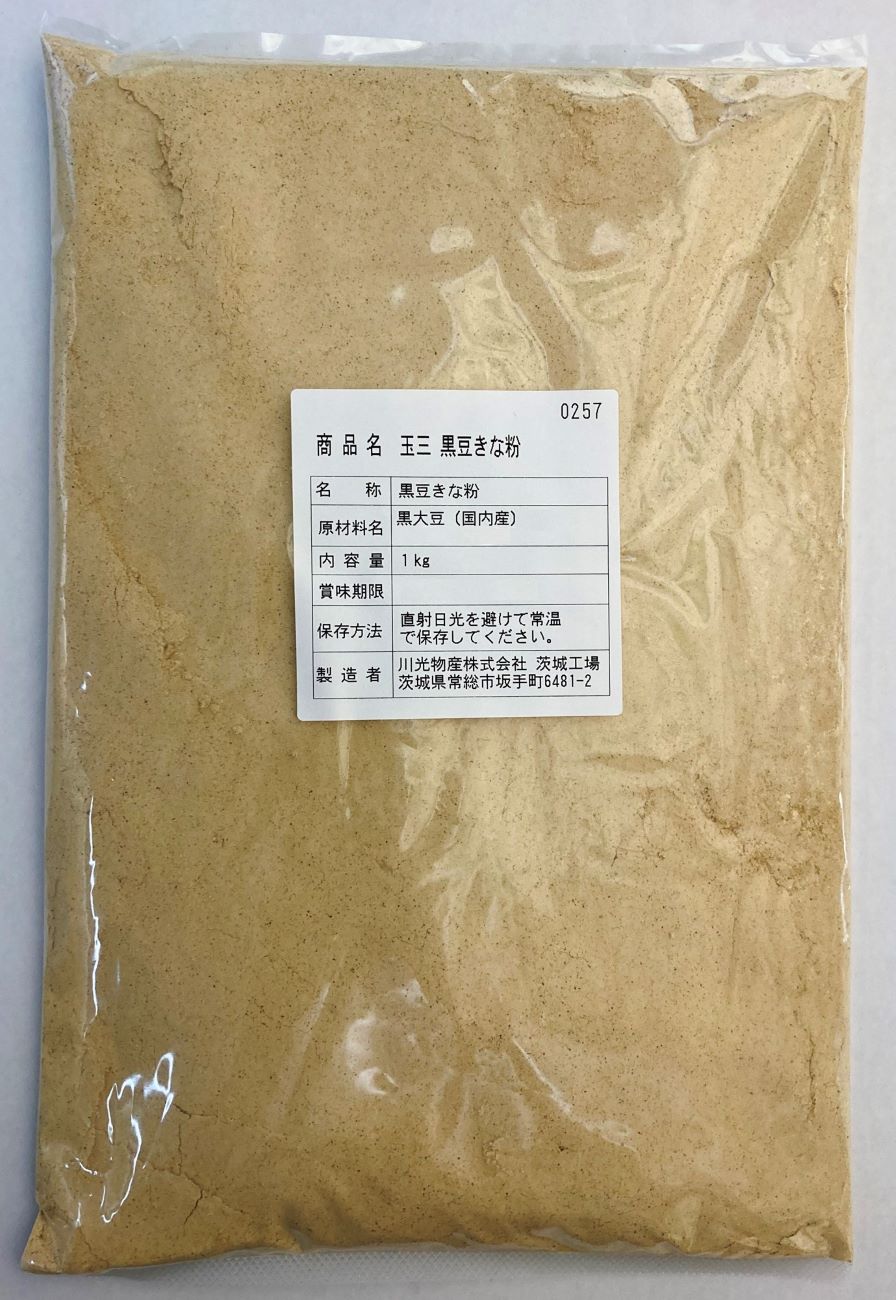 0257
商品名 玉三 黒豆きな粉
名称 黒豆きな粉
原材料名 黒大豆（国内産）
内容量 1kg
賞味期限
保存方法 直射日光を避けて常温
で保存してください。
製造者 川光物産株式会社 茨城工場
茨城県常総市坂手町6481-2